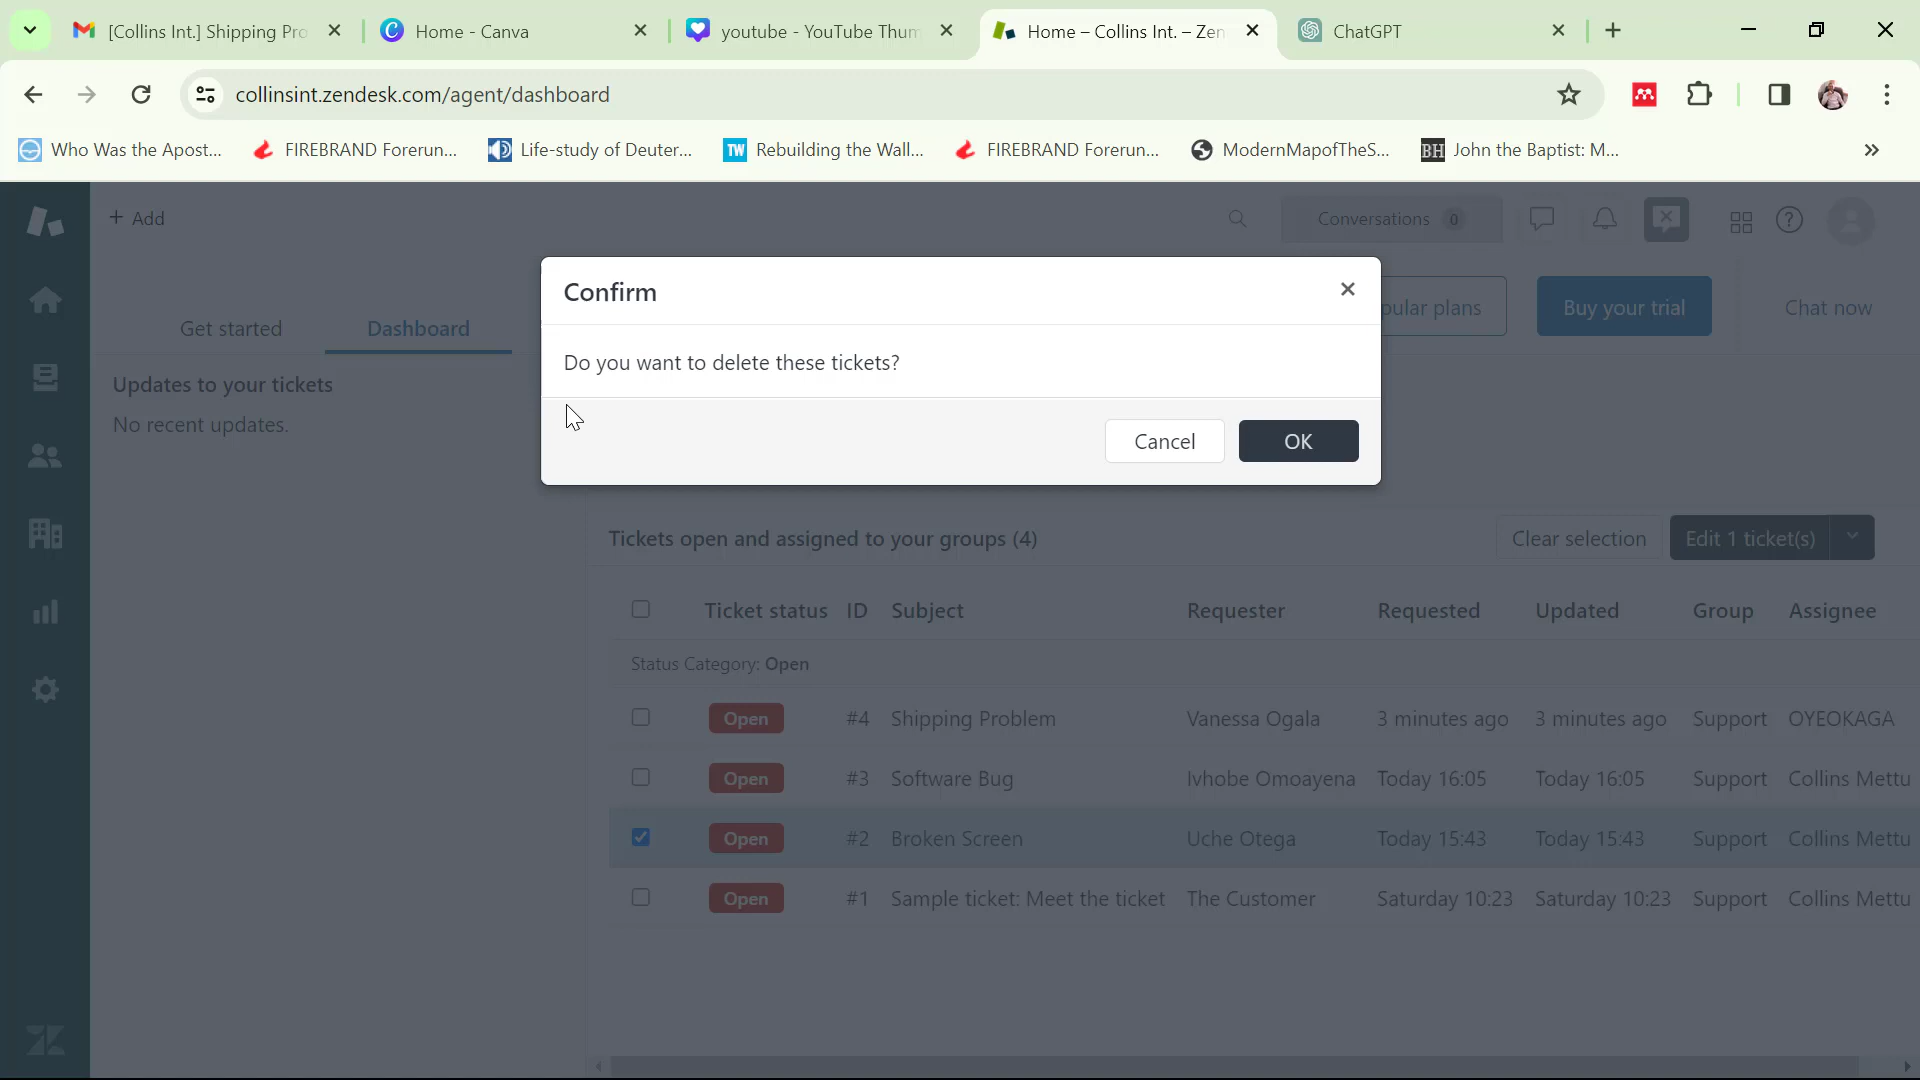 [Collins Int.] Shipping Pro
Home - Canva
youtube - YouTube Thum
Home – Collins Int. – Zen
ChatGPT
collinsint.zendesk.com/agent/dashboard
Who Was the Apost...
FIREBRAND Forerun...
Life-study of Deuter...
TW Rebuilding the Wall...
FIREBRAND Forerun...
ModernMapofTheS...
BH John the Baptist: M...
+ Add
Conversations 0
Confirm
Do you want to delete these tickets?
Cancel
OK
Get started
Dashboard
pular plans
Buy your trial
Chat now
Updates to your tickets
No recent updates.
Tickets open and assigned to your groups (4)
Clear selection
Edit 1 ticket(s)
Ticket status ID Subject Requester Requested Updated Group Assignee
Status Category: Open
Open #4 Shipping Problem Vanessa Ogala 3 minutes ago 3 minutes ago Support OYEOKAGA
Open #3 Software Bug Ivhobe Omoayena Today 16:05 Today 16:05 Support Collins Mettu
Open #2 Broken Screen Uche Otega Today 15:43 Today 15:43 Support Collins Mettu
Open #1 Sample ticket: Meet the ticket The Customer Saturday 10:23 Saturday 10:23 Support Collins Mettu